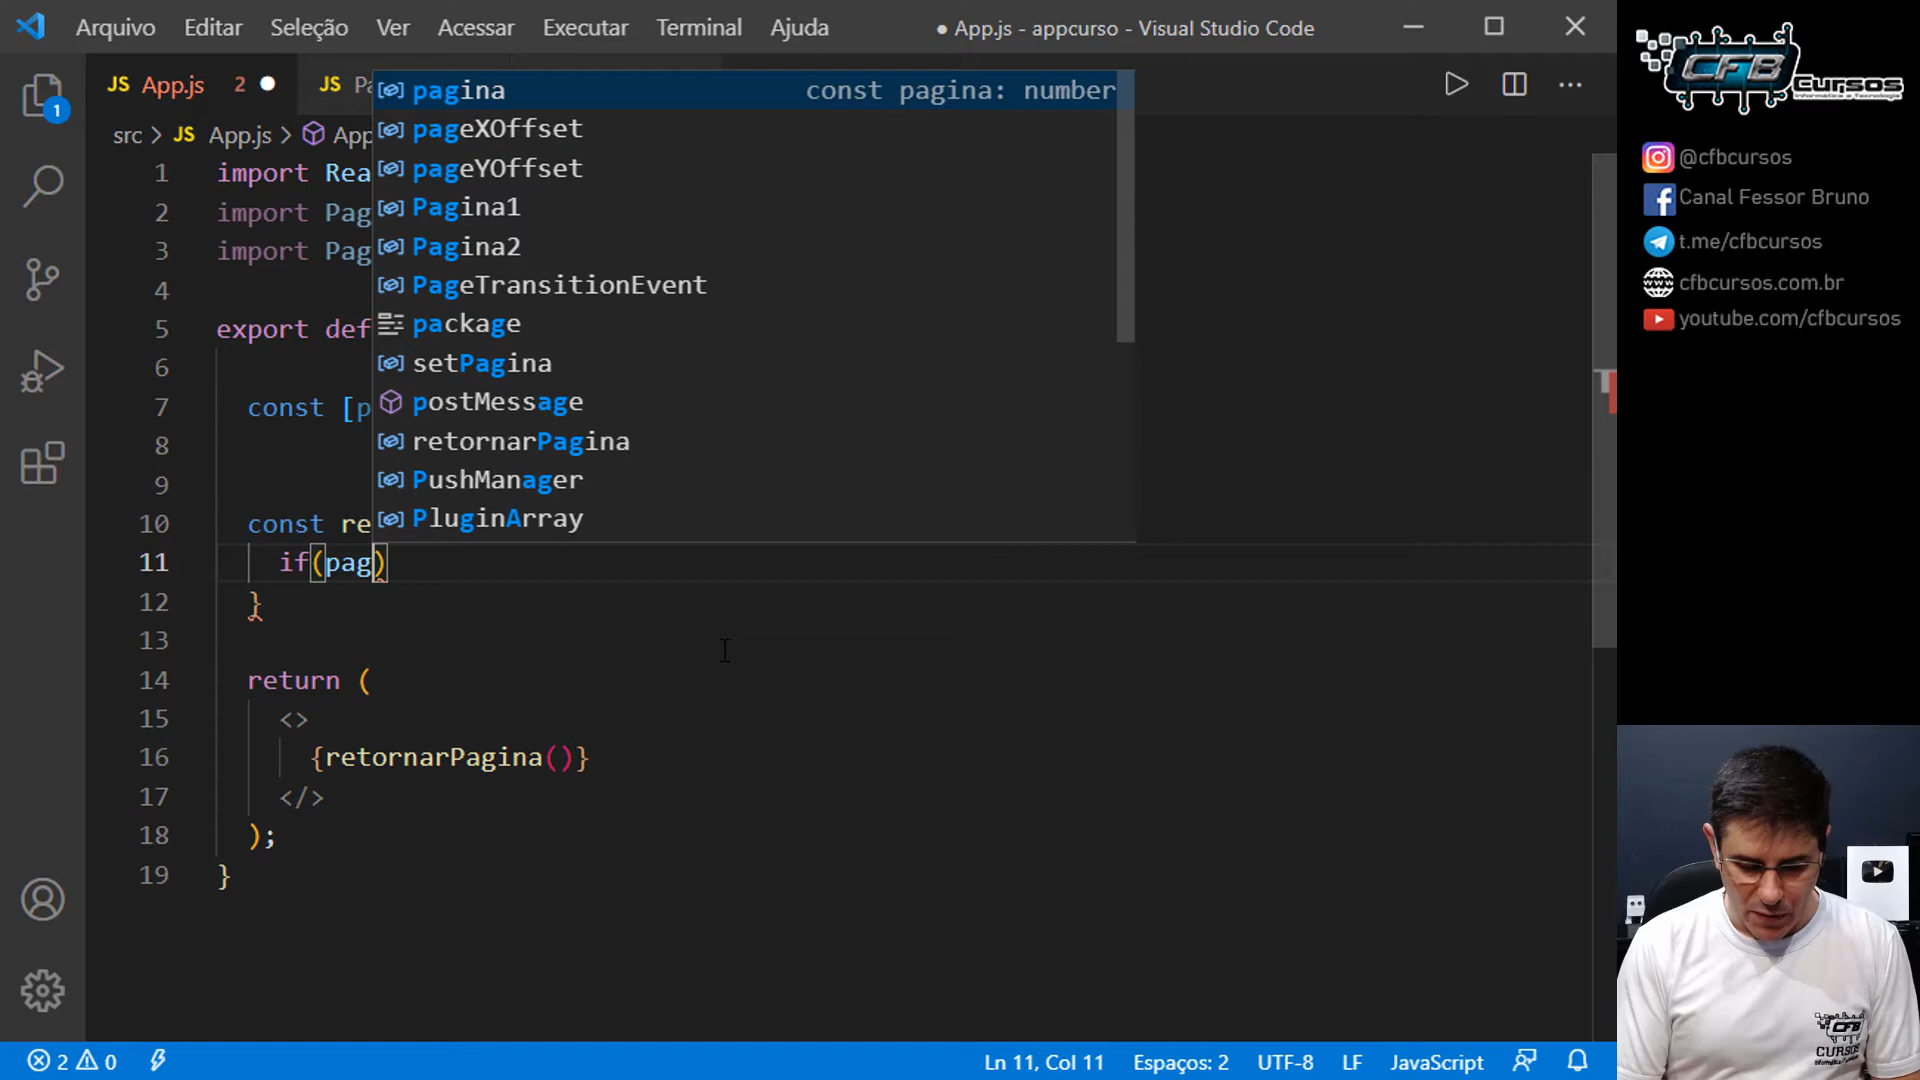 Arquivo Editar Seleção Ver Acessar Executar Terminal Ajuda
● App.js - appcurso - Visual Studio Code
JS App.js 2 ● JS Pa
src > JS App.js > App
1 import Rea
2 import Pag
3 import Pag
4
5 export def
6
7 const [p
8
9
10 const re
11 if(pag)
12 }
13
14 return (
15 <>
16 {retornarPagina()}
17 </>
18 );
19 }
pagina const pagina: number
pageXOffset
pageYOffset
Pagina1
Pagina2
PageTransitionEvent
package
setPagina
postMessage
retornarPagina
PushManager
PluginArray
1
2 0
Ln 11, Col 11 Espaços: 2 UTF-8 LF JavaScript
CFB
Cursos
@cfbcursos
Canal Fessor Bruno
t.me/cfbcursos
cfbcursos.com.br
youtube.com/cfbcursos
CFB
CURSOS